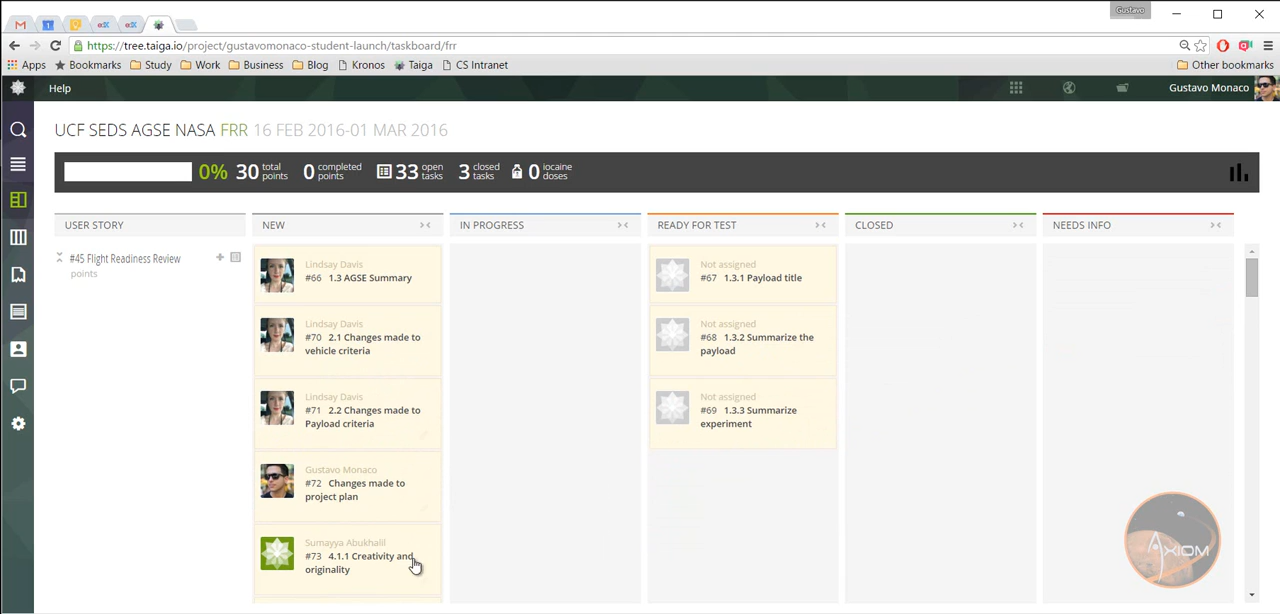 Gustavo
https://tree.taiga.io/project/gustavomonaco-student-launch/taskboard/frr
Apps Bookmarks Study Work Business Blog Kronos Taiga CS Intranet Other bookmarks
Help Gustavo Monaco
UCF SEDS AGSE NASA FRR 16 FEB 2016-01 MAR 2016
0% 30 total points 0 completed points 33 open tasks 3 closed tasks 0 iocaine doses
USER STORY NEW IN PROGRESS READY FOR TEST CLOSED NEEDS INFO
#45 Flight Readiness Review
points
Lindsay Davis
#66 1.3 AGSE Summary
Lindsay Davis
#70 2.1 Changes made to
vehicle criteria
Lindsay Davis
#71 2.2 Changes made to
Payload criteria
Gustavo Monaco
#72 Changes made to
project plan
Sumayya Abukhalil
#73 4.1.1 Creativity and
originality
Not assigned
#67 1.3.1 Payload title
Not assigned
#68 1.3.2 Summarize the
payload
Not assigned
#69 1.3.3 Summarize
experiment
AXIOM